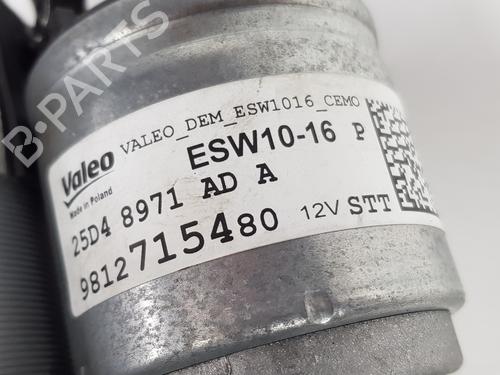 B-PARTS
VALEO_DEM_ESW1016_CEMO
Valeo
Made in Poland
ESW10-16 P
25D4 8971 AD A
9812715480 12V STT